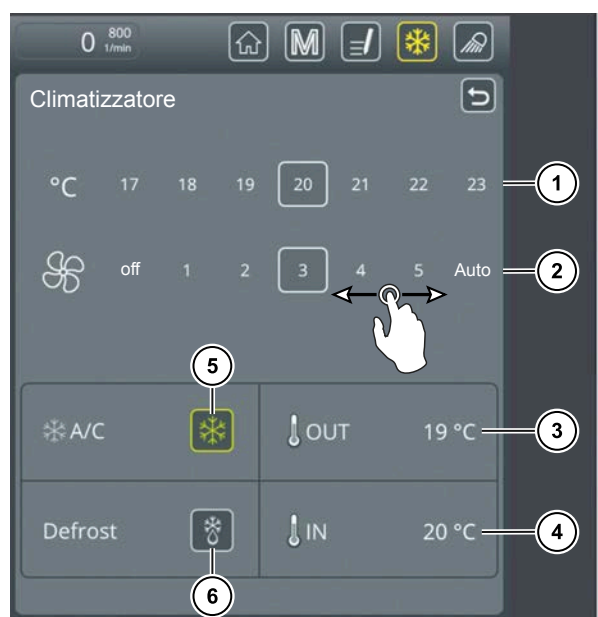 0 800 1/min M
Climatizzatore
°C 17 18 19 20 21 22 23 1
off 1 2 3 4 5 Auto 2
5
A/C OUT 19 °C 3
Defrost IN 20 °C 4
6